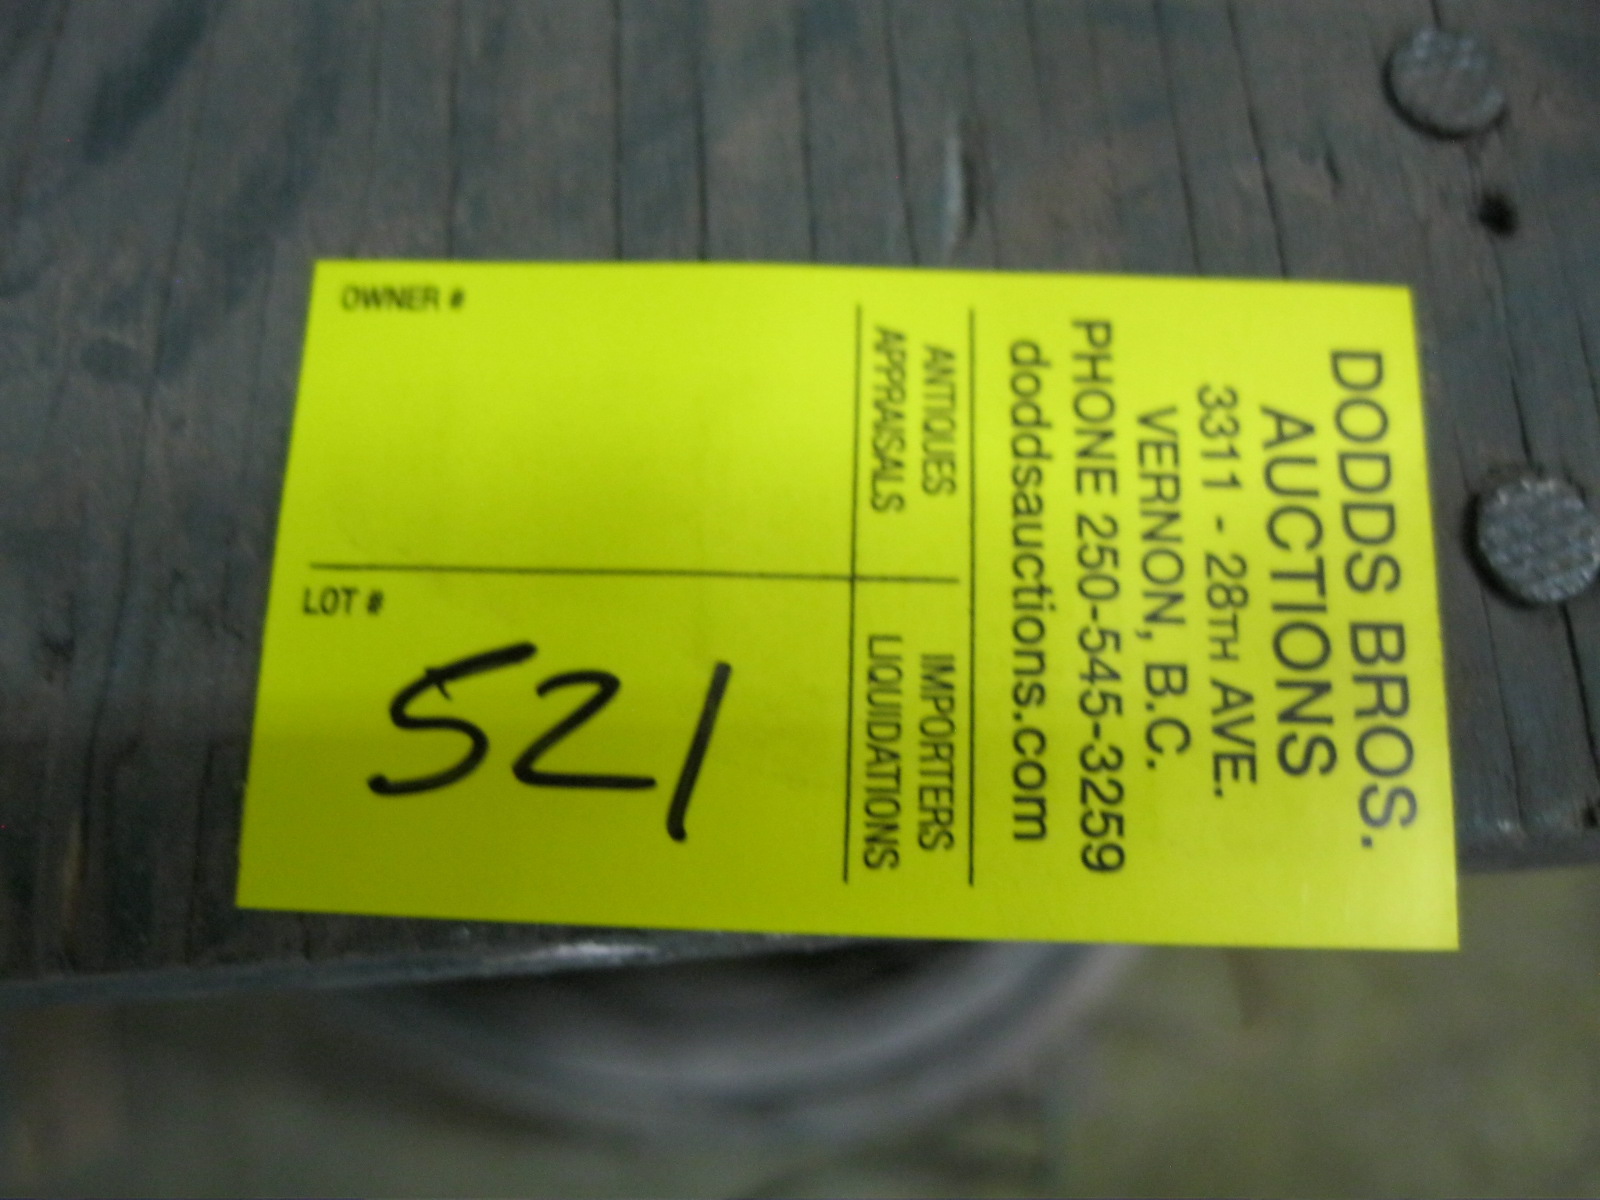 DODDS BROS.
AUCTIONS
3311 - 28TH AVE.
VERNON, B.C.
PHONE 250-545-3259
doddsauctions.com
ANTIQUES IMPORTERS
APPRAISALS LIQUIDATIONS
OWNER #
LOT #
521